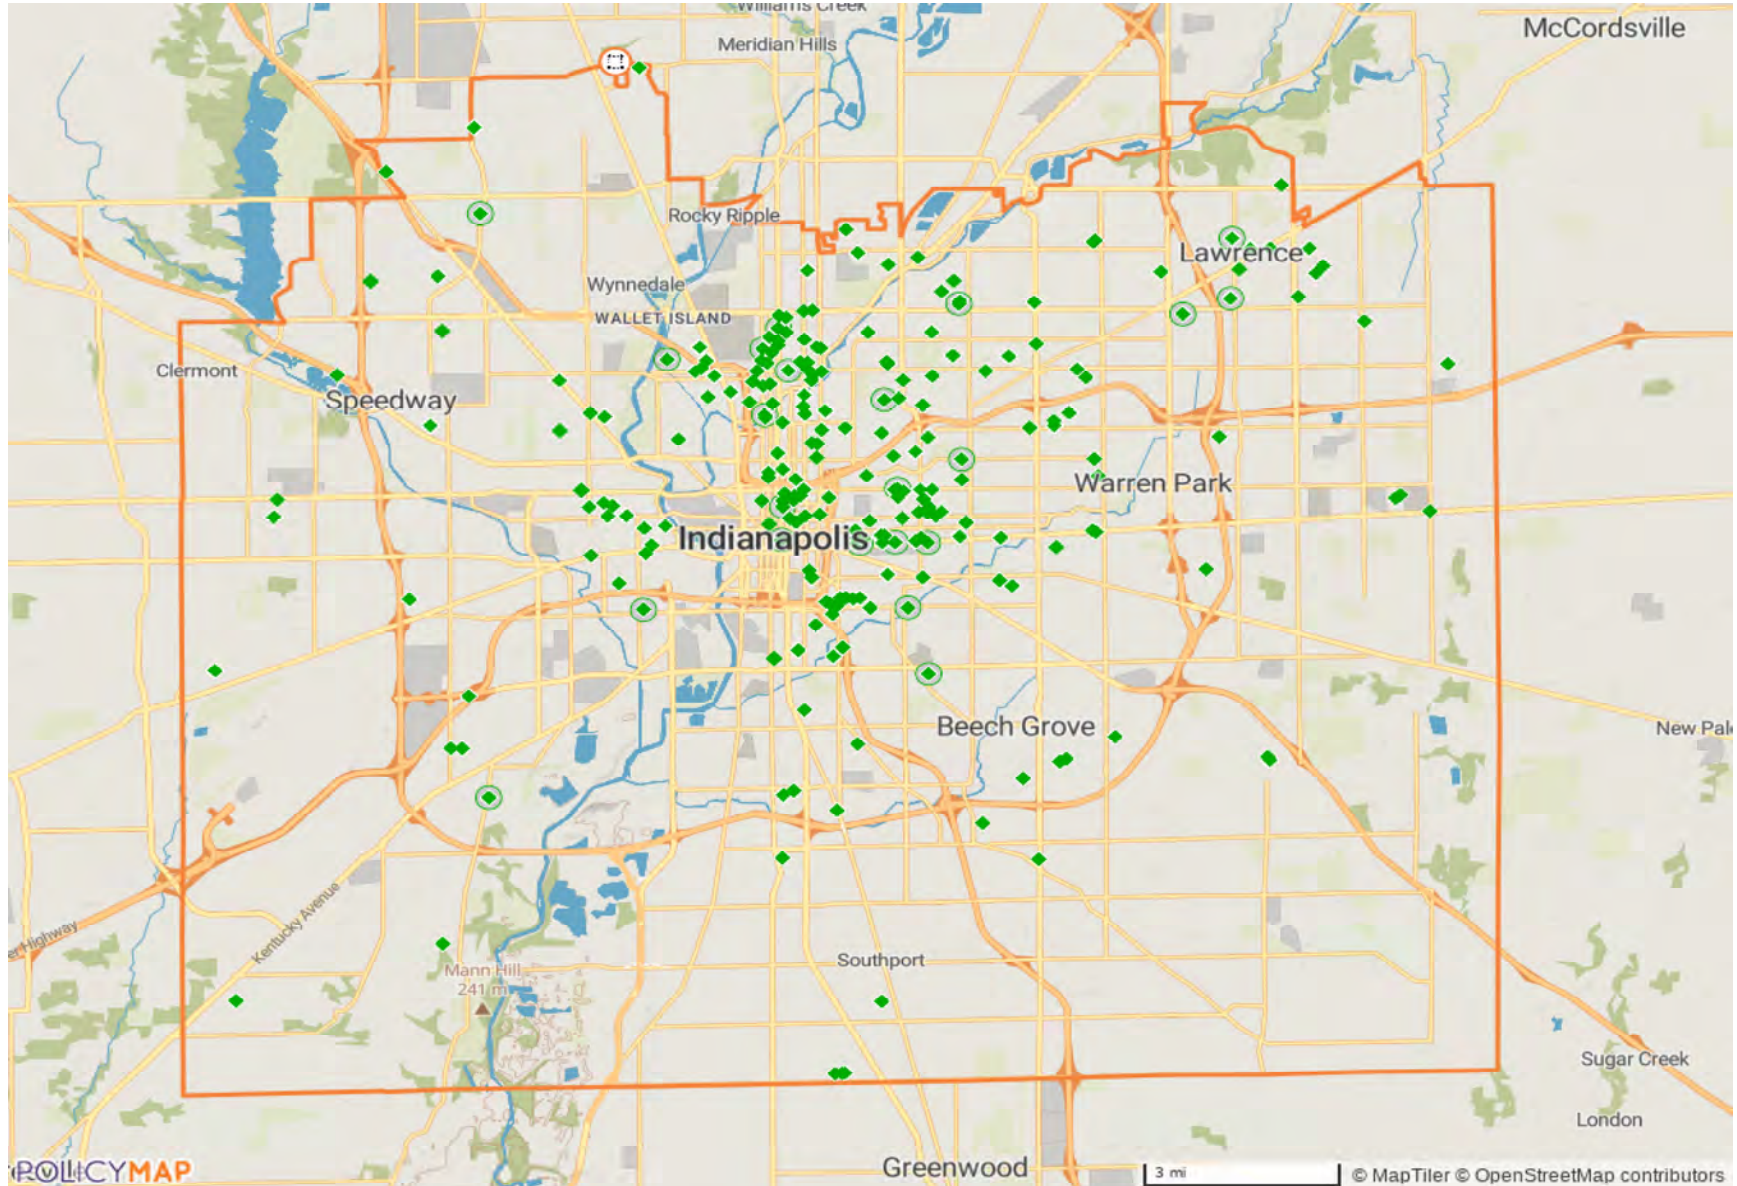 Williams Creek
McCordsville
Meridian Hills
Rocky Ripple
Lawrence
Wynnedale
WALLET ISLAND
Clermont
Speedway
Warren Park
Indianapolis
Beech Grove
New Pal
Kentucky Avenue
er Highway
Southport
Mann Hill
241 m
Sugar Creek
London
Greenwood
POLICYMAP
3 mi
© MapTiler © OpenStreetMap contributors